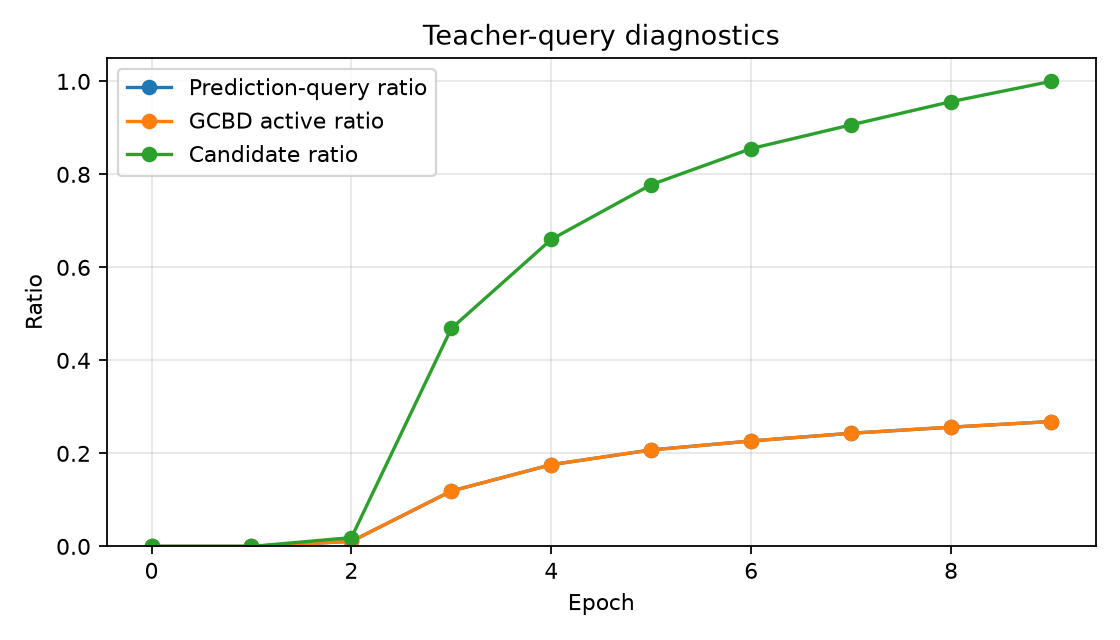 Teacher-query diagnostics
Prediction-query ratio
GCBD active ratio
Candidate ratio
1.0
0.8
0.6
0.4
0.2
0.0
Ratio
0 2 4 6 8
Epoch